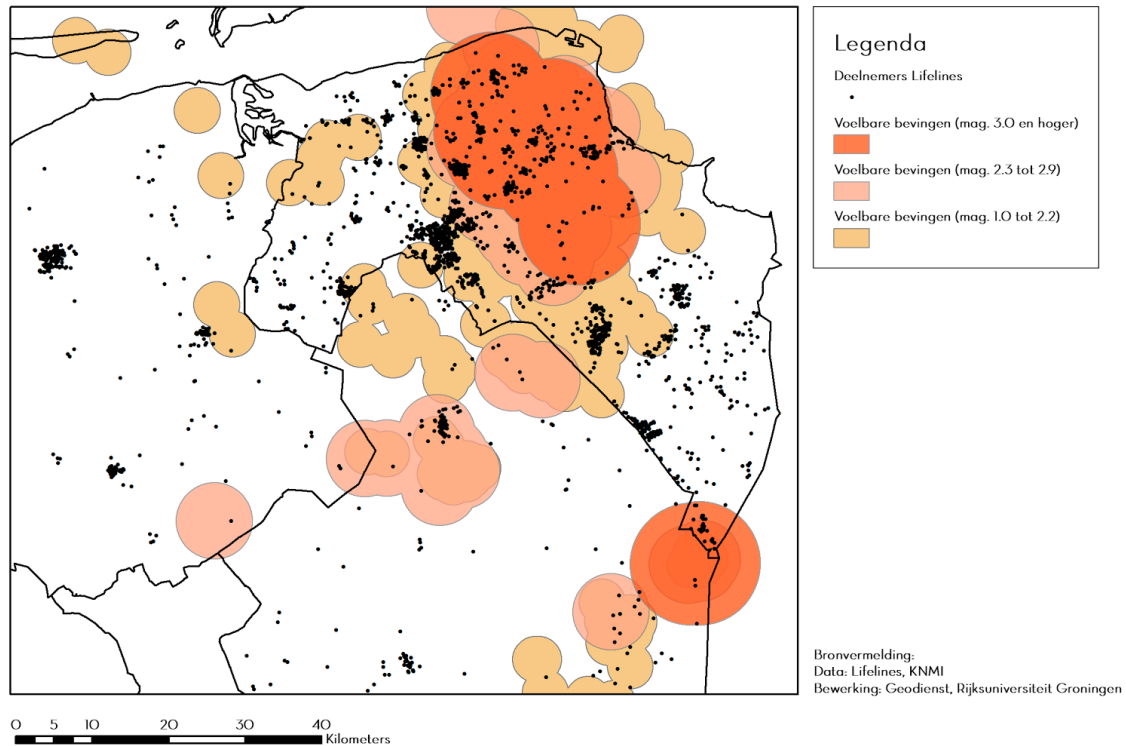 Legenda
Deelnemers Lifelines
Voelbare bevingen (mag. 3.0 en hoger)
Voelbare bevingen (mag. 2.3 tot 2.9)
Voelbare bevingen (mag. 1.0 tot 2.2)
Bronvermelding:
Data: Lifelines, KNMI
Bewerking: Geodienst, Rijksuniversiteit Groningen
0 5 10 20 30 40
Kilometers